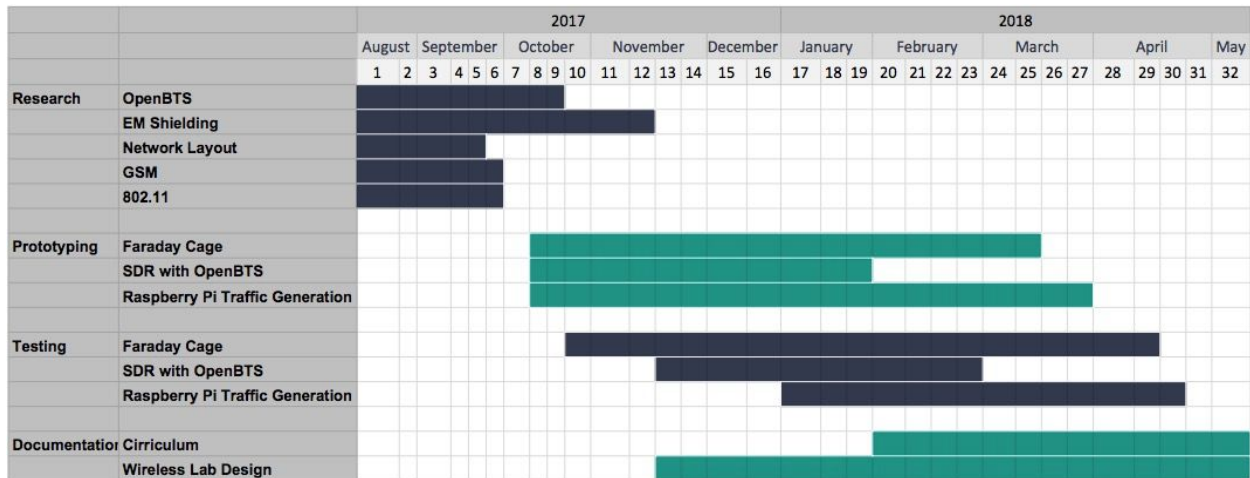 2017 2018
August September October November December January February March April May
1 2 3 4 5 6 7 8 9 10 11 12 13 14 15 16 17 18 19 20 21 22 23 24 25 26 27 28 29 30 31 32
Research OpenBTS
EM Shielding
Network Layout
GSM
802.11
Prototyping Faraday Cage
SDR with OpenBTS
Raspberry Pi Traffic Generation
Testing Faraday Cage
SDR with OpenBTS
Raspberry Pi Traffic Generation
Documentation Cirriculum
Wireless Lab Design